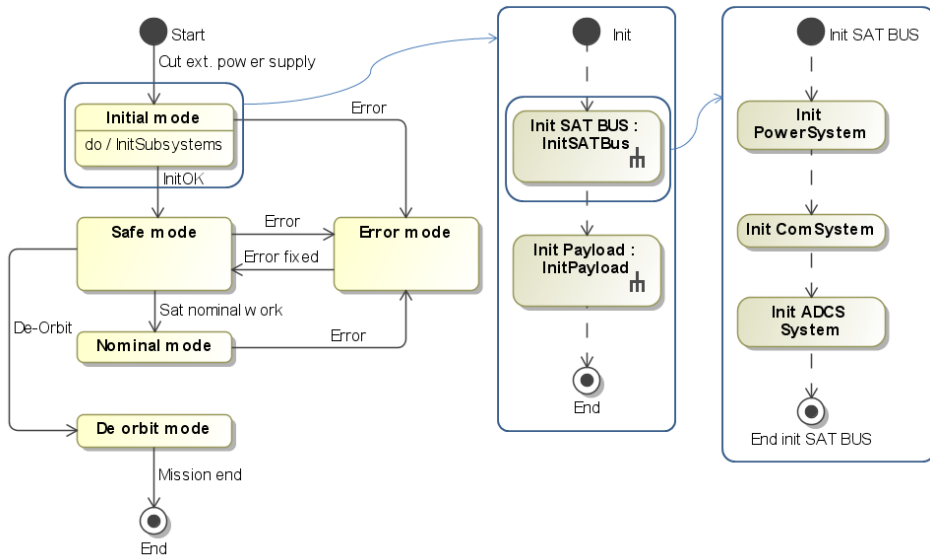 Start
Cut ext. power supply
Initial mode
do / InitSubsystems
Error
InitOK
Safe mode
Error
Error mode
Error fixed
Sat nominal work
De-Orbit
Nominal mode
Error
De orbit mode
Mission end
End
Init
Init SAT BUS :
InitSATBus
Init Payload :
InitPayload
End
Init SAT BUS
Init
PowerSystem
Init ComSystem
Init ADCS
System
End init SAT BUS